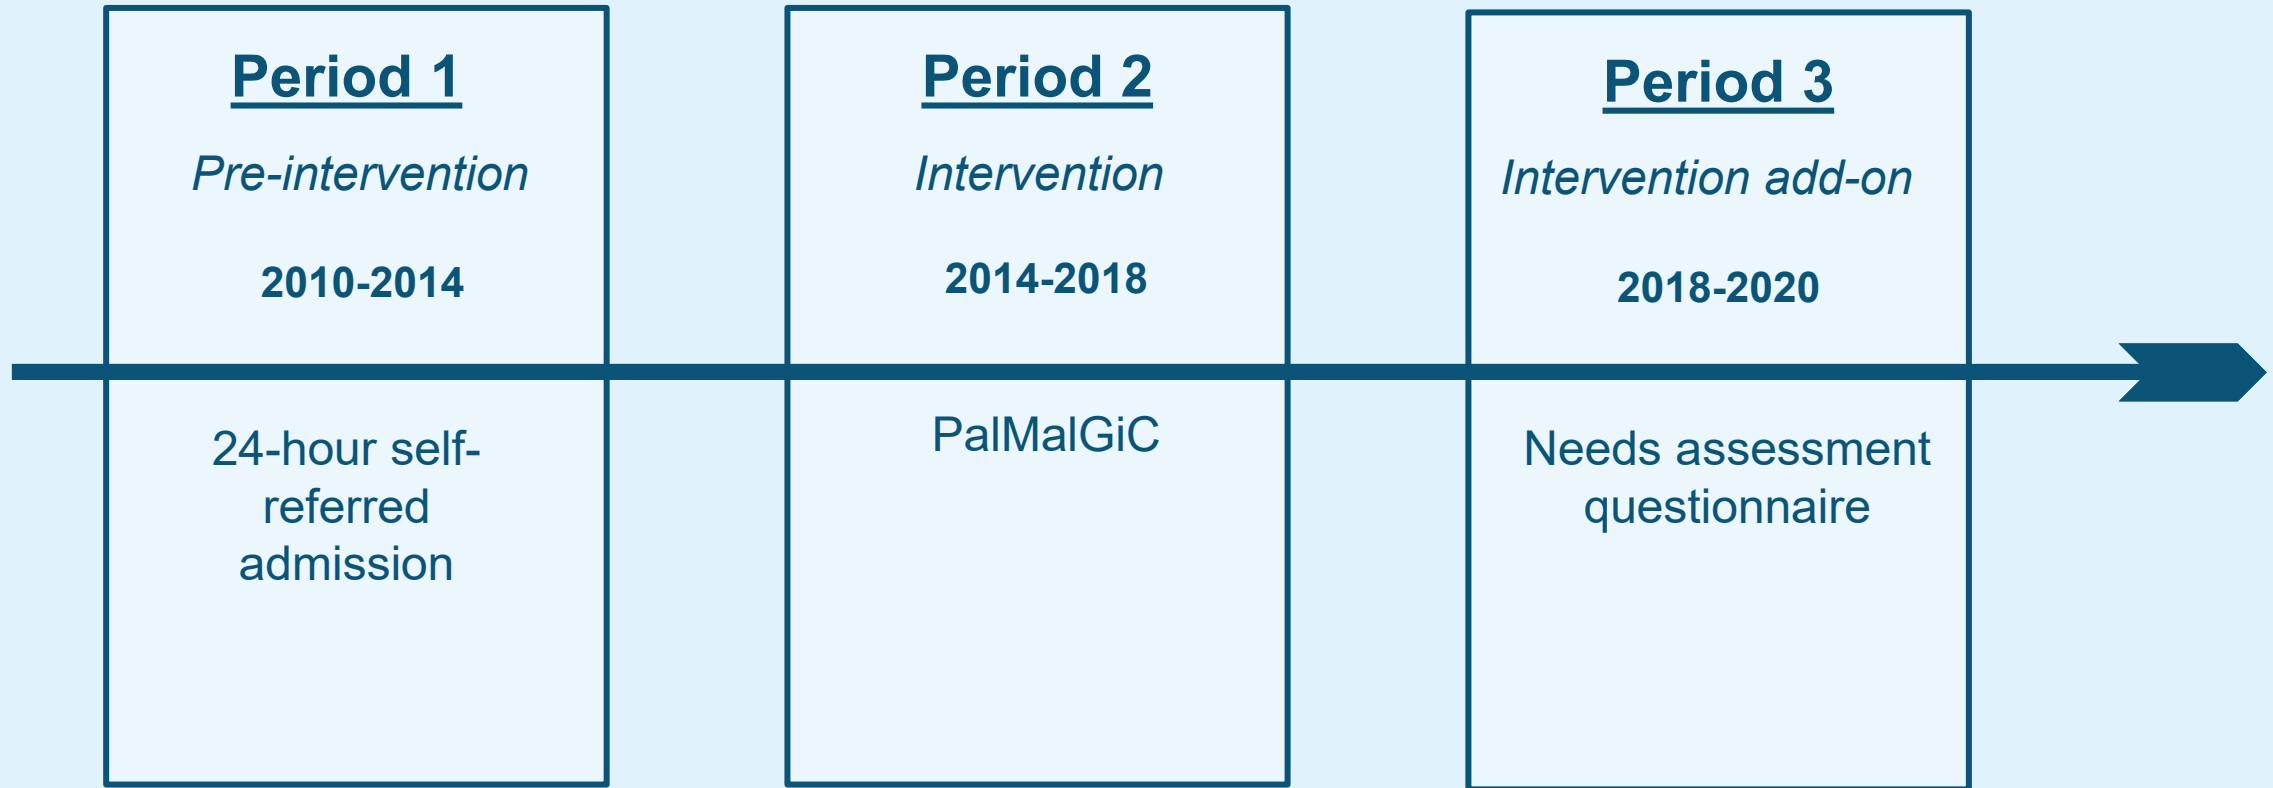 Period 1
Pre-intervention
2010-2014
24-hour self-
referred
admission
Period 2
Intervention
2014-2018
PalMalGiC
Period 3
Intervention add-on
2018-2020
Needs assessment
questionnaire